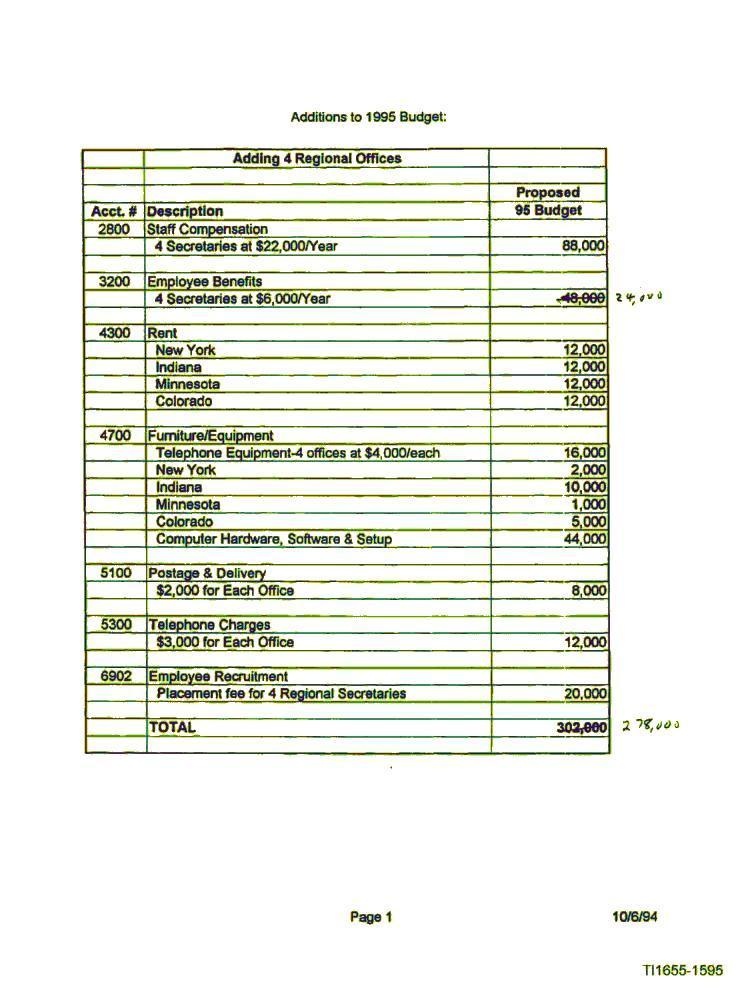 Additions to 1995 Budget:
Adding 4 Regional Offices
Proposed
Acct. # Description 95 Budget
2800 Staff Compensation
4 Secretaries at $22,000/Year 88,000
3200 Employee Benefits
4 Secretaries at $6,000/Year 48,000 24,000
4300 Rent
New York 12,000
Indiana 12,000
Minnesota 12,000
Colorado 12,000
4700 Furniture/Equipment
Telephone Equipment-4 offices at $4,000/each 16,000
New York 2,000
Indiana 10,000
Minnesota 1,000
Colorado 5,000
Computer Hardware, Software & Setup 44,000
5100 Postage & Delivery
$2,000 for Each Office 8,000
5300 Telephone Charges
$3,000 for Each Office 12,000
6902 Employee Recruitment
Placement fee for 4 Regional Secretaries 20,000
TOTAL 302,000 278,000
Page 1 10/6/94
TI1655-1595